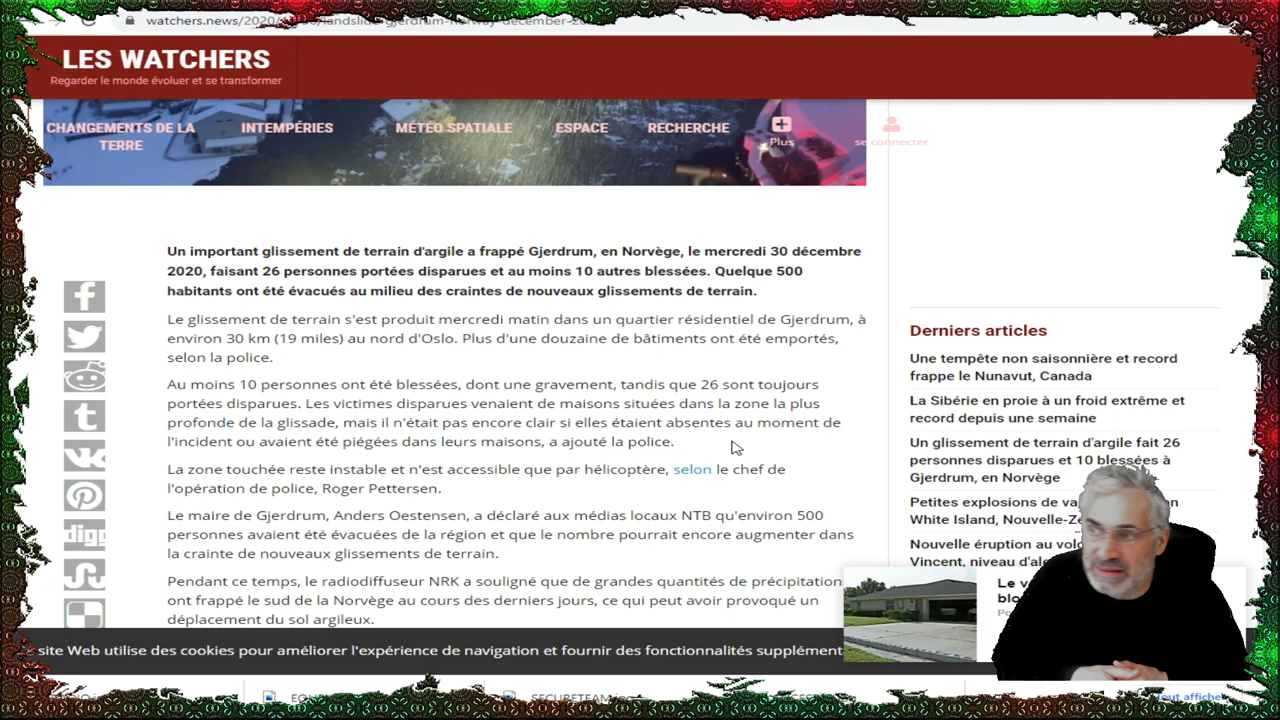 watchers.news/2020/
landslide-gjerdrum-norway-december-20
LES WATCHERS
Regarder le monde évoluer et se transformer
CHANGEMENTS DE LA
TERRE
INTEMPÉRIES
MÉTÉO SPATIALE
ESPACE
RECHERCHE
Plus
se connecter
Un important glissement de terrain d'argile a frappé Gjerdrum, en Norvège, le mercredi 30 décembre
2020, faisant 26 personnes portées disparues et au moins 10 autres blessées. Quelque 500
habitants ont été évacués au milieu des craintes de nouveaux glissements de terrain.
Le glissement de terrain s'est produit mercredi matin dans un quartier résidentiel de Gjerdrum, à
environ 30 km (19 miles) au nord d'Oslo. Plus d'une douzaine de bâtiments ont été emportés,
selon la police.
Au moins 10 personnes ont été blessées, dont une gravement, tandis que 26 sont toujours
portées disparues. Les victimes disparues venaient de maisons situées dans la zone la plus
profonde de la glissade, mais il n'était pas encore clair si elles étaient absentes au moment de
l'incident ou avaient été piégées dans leurs maisons, a ajouté la police.
La zone touchée reste instable et n'est accessible que par hélicoptère, selon le chef de
l'opération de police, Roger Pettersen.
Le maire de Gjerdrum, Anders Oestensen, a déclaré aux médias locaux NTB qu'environ 500
personnes avaient été évacuées de la région et que le nombre pourrait encore augmenter dans
la crainte de nouveaux glissements de terrain.
Pendant ce temps, le radiodiffuseur NRK a souligné que de grandes quantités de précipitation
ont frappé le sud de la Norvège au cours des derniers jours, ce qui peut avoir provoqué un
déplacement du sol argileux.
digg
Derniers articles
Une tempête non saisonnière et record
frappe le Nunavut, Canada
La Sibérie en proie à un froid extrême et
record depuis une semaine
Un glissement de terrain d'argile fait 26
personnes disparues et 10 blessées à
Gjerdrum, en Norvège
Petites explosions de
White Island, Nouvelle-
Nouvelle éruption au
Vincent, niveau
Le
site Web utilise des cookies pour améliorer l'expérience de navigation et fournir des fonctionnalités supplément
SECURETEAM
Tout affiche